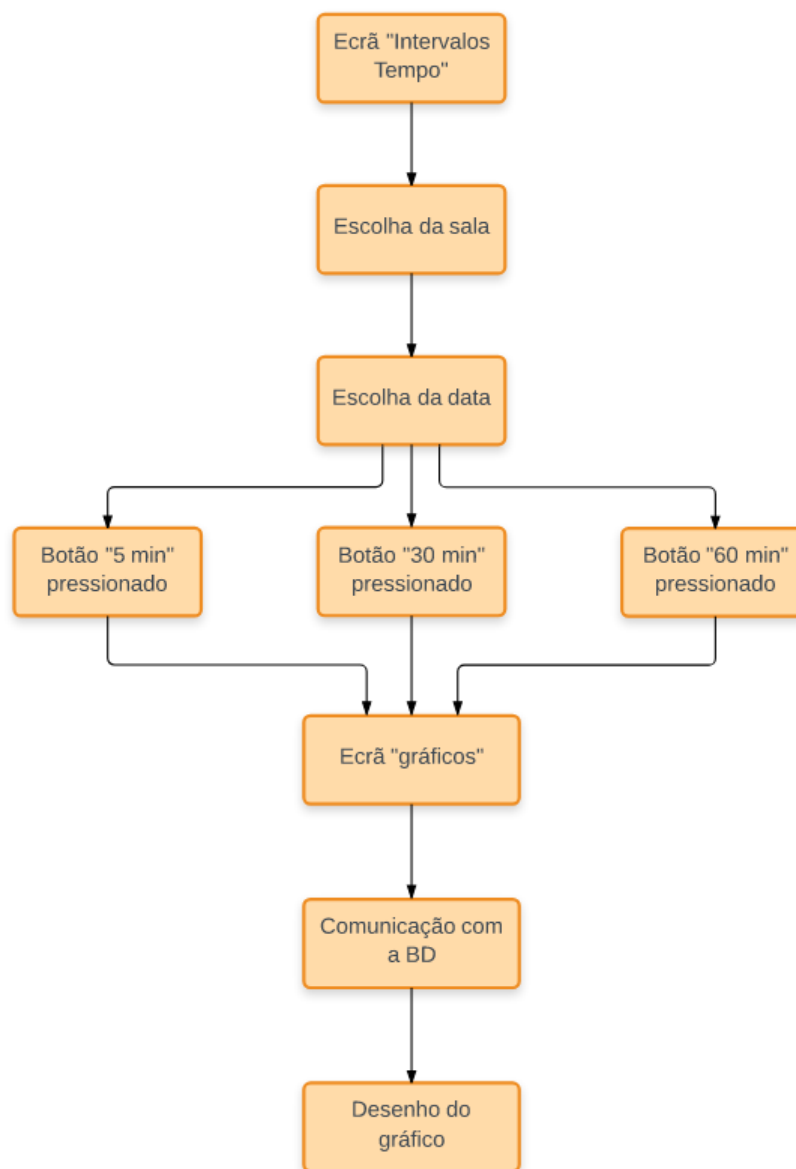 Ecrã "Intervalos
Tempo"
Escolha da sala
Escolha da data
Botão "5 min"
pressionado
Botão "30 min"
pressionado
Botão "60 min"
pressionado
Ecrã "gráficos"
Comunicação com
a BD
Desenho do
gráfico